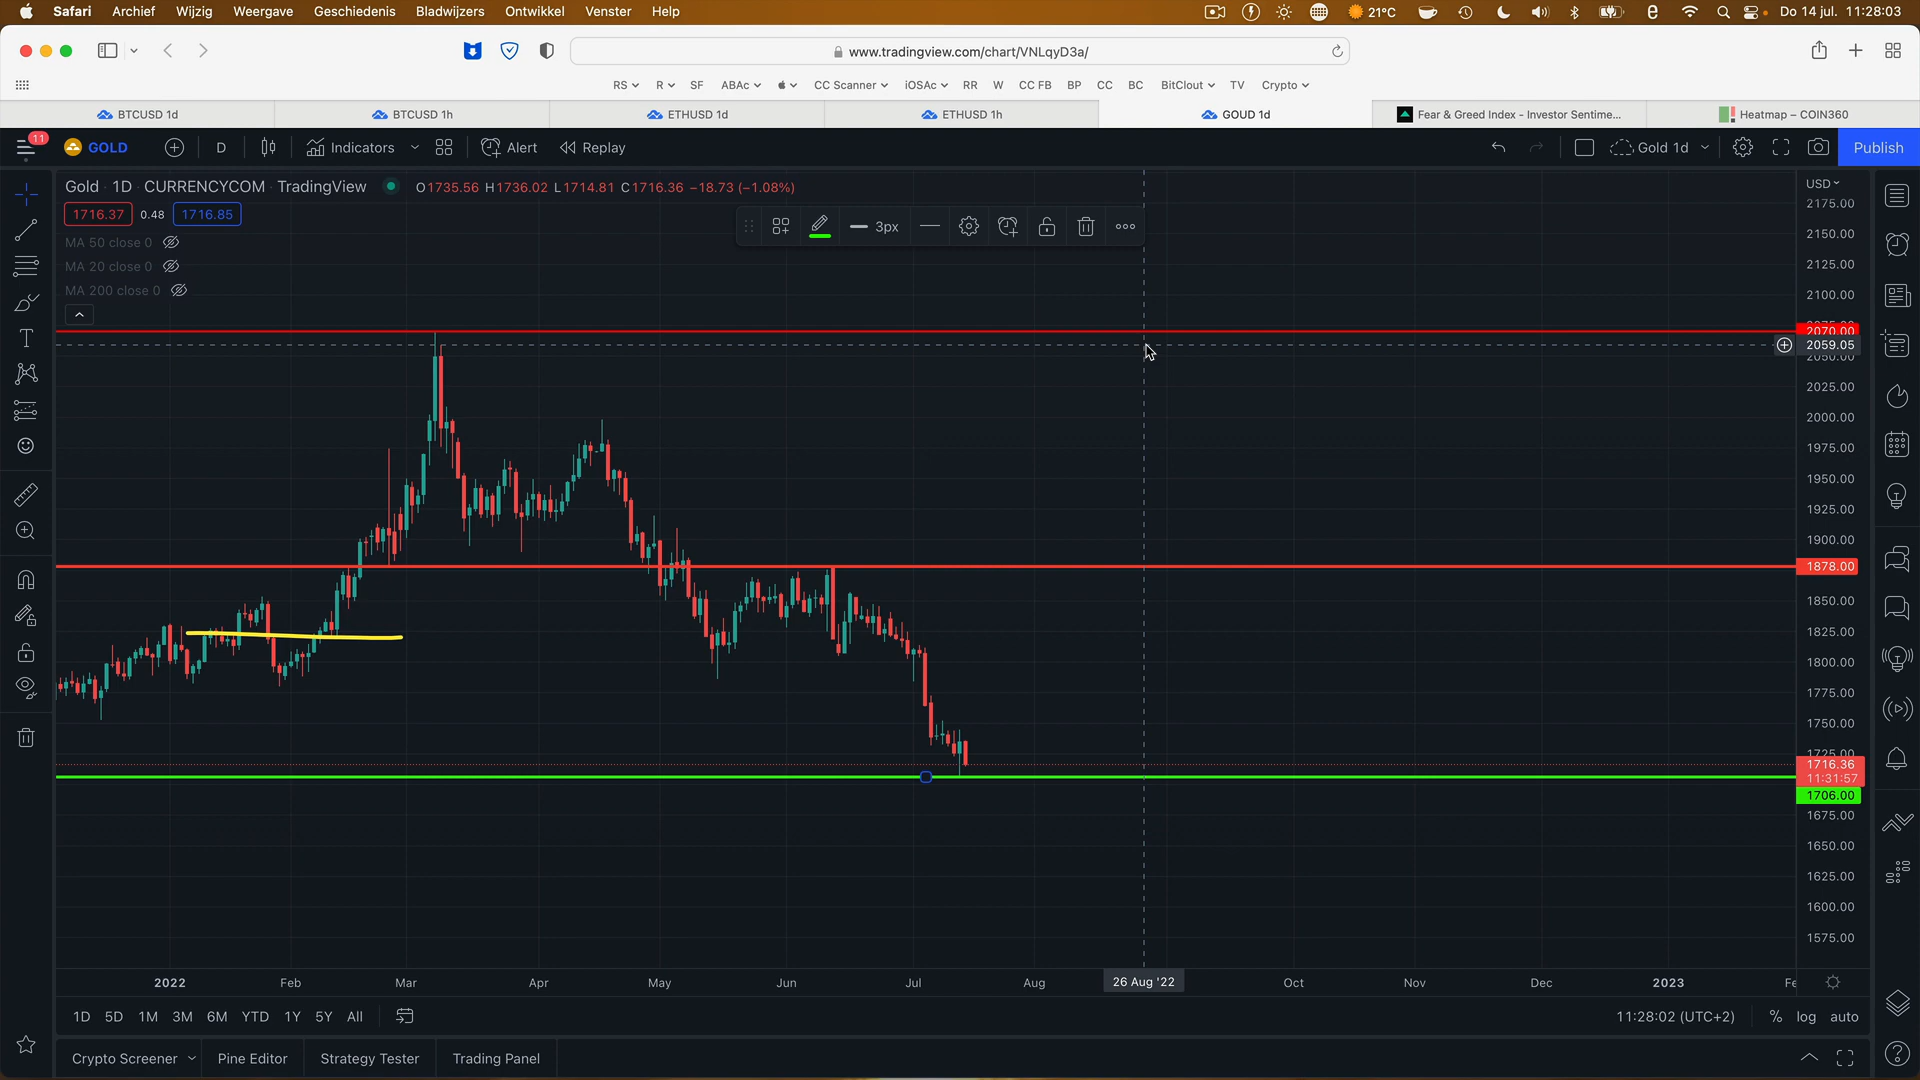 Safari Archief Wijzig Weergave Geschiedenis Bladwijzers Ontwikkel Venster Help 21°C Do 14 jul. 11:28:03
www.tradingview.com/chart/VNLqyD3a/
RS R SF ABAc CC Scanner iOSAc RR W CC FB BP CC BC BitClout TV Crypto
BTCUSD 1d BTCUSD 1h ETHUSD 1d ETHUSD 1h GOUD 1d Fear & Greed Index - Investor Sentime... Heatmap – COIN360
11 GOLD D Indicators Alert Replay Gold 1d Publish
Gold · 1D · CURRENCYCOM · TradingView O1735.56 H1736.02 L1714.81 C1716.36 −18.73 (−1.08%) USD
1716.37 0.48 1716.85
MA 50 close 0
MA 20 close 0
MA 200 close 0
3px
2175.00
2150.00
2125.00
2100.00
2070.00
2059.05
2050.00
2025.00
2000.00
1975.00
1950.00
1925.00
1900.00
1878.00
1850.00
1825.00
1800.00
1775.00
1750.00
1725.00
1716.36
11:31:57
1706.00
1675.00
1650.00
1625.00
1600.00
1575.00
2022 Feb Mar Apr May Jun Jul Aug 26 Aug '22 Oct Nov Dec 2023
1D 5D 1M 3M 6M YTD 1Y 5Y All 11:28:02 (UTC+2) % log auto
Crypto Screener Pine Editor Strategy Tester Trading Panel